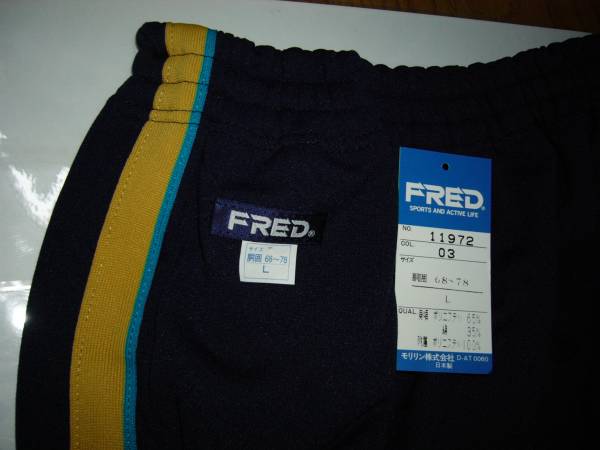 FRED®
サイズ
胴囲 68～78
L
FRED®
SPORTS AND ACTIVE LIFE
NO. 11972
COL. 03
サイズ
胴囲 68～78
L
QUAL. ポリエステル 65%
綿 35%
ポリエステル 100%
モリリン株式会社 D-AT0060
日本製